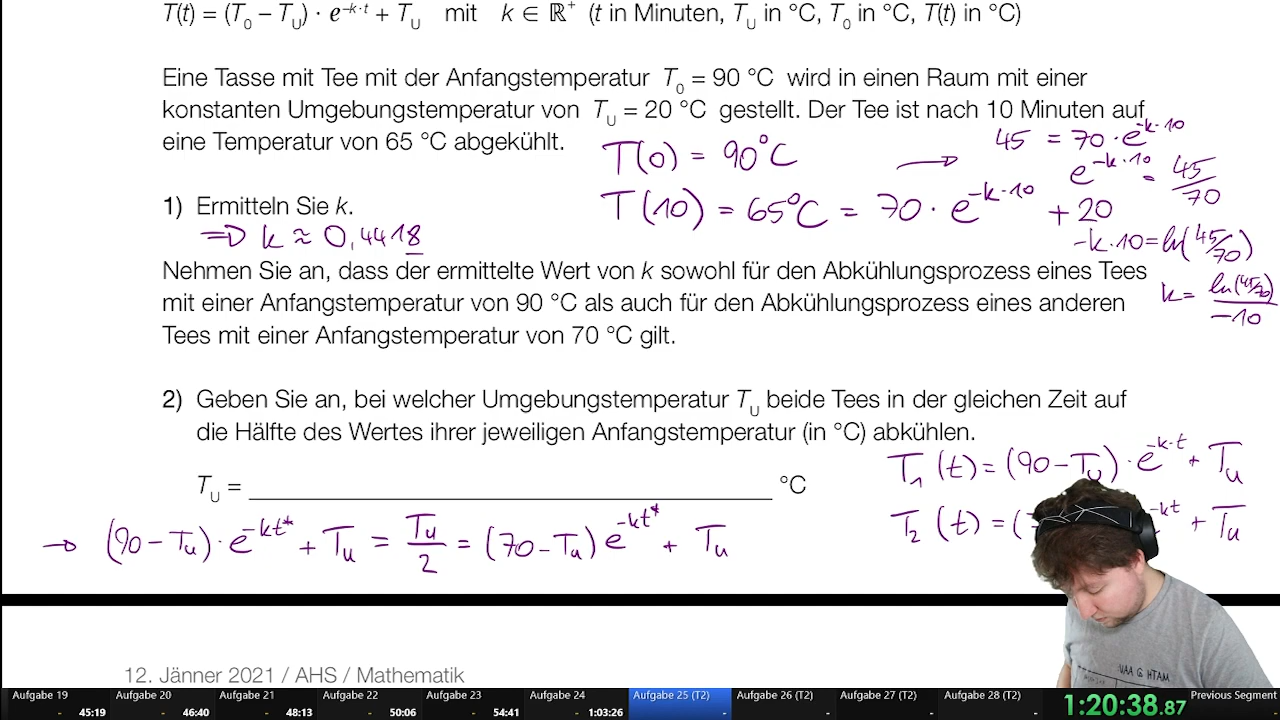 T(t) = (T₀ – T_U) · e^{–k·t} + T_U mit k ∈ ℝ⁺ (t in Minuten, T_U in °C, T₀ in °C, T(t) in °C)
Eine Tasse mit Tee mit der Anfangstemperatur T₀ = 90 °C wird in einen Raum mit einer
konstanten Umgebungstemperatur von T_U = 20 °C gestellt. Der Tee ist nach 10 Minuten auf
eine Temperatur von 65 °C abgekühlt.
T(0) = 90°C
→ 45 = 70 · e^{-k·10}
e^{-k·10} = 45/70
1) Ermitteln Sie k.
T(10) = 65°C = 70 · e^{-k·10} + 20
⇒ k ≈ 0,4418
-k·10 = ln(45/70)
Nehmen Sie an, dass der ermittelte Wert von k sowohl für den Abkühlungsprozess eines Tees
mit einer Anfangstemperatur von 90 °C als auch für den Abkühlungsprozess eines anderen
k = ln(45/70)/-10
Tees mit einer Anfangstemperatur von 70 °C gilt.
2) Geben Sie an, bei welcher Umgebungstemperatur T_U beide Tees in der gleichen Zeit auf
die Hälfte des Wertes ihrer jeweiligen Anfangstemperatur (in °C) abkühlen.
T₁(t) = (90 - T_U) · e^{-k·t} + T_U
T_U = ____________ °C
T₂(t) = ( -kt + T_U
→ (90 - T_U) · e^{-kt*} + T_U = T_U/2 = (70 - T_U) e^{-kt*} + T_U
12. Jänner 2021 / AHS / Mathematik
Aufgabe 19 Aufgabe 20 Aufgabe 21 Aufgabe 22 Aufgabe 23 Aufgabe 24 Aufgabe 25 (T2) Aufgabe 26 (T2) Aufgabe 27 (T2) Aufgabe 28 (T2) 1:20:38.87 Previous Segment
- 45:19 - 46:40 - 48:13 - 50:06 - 54:41 - 1:03:26 - - - - -